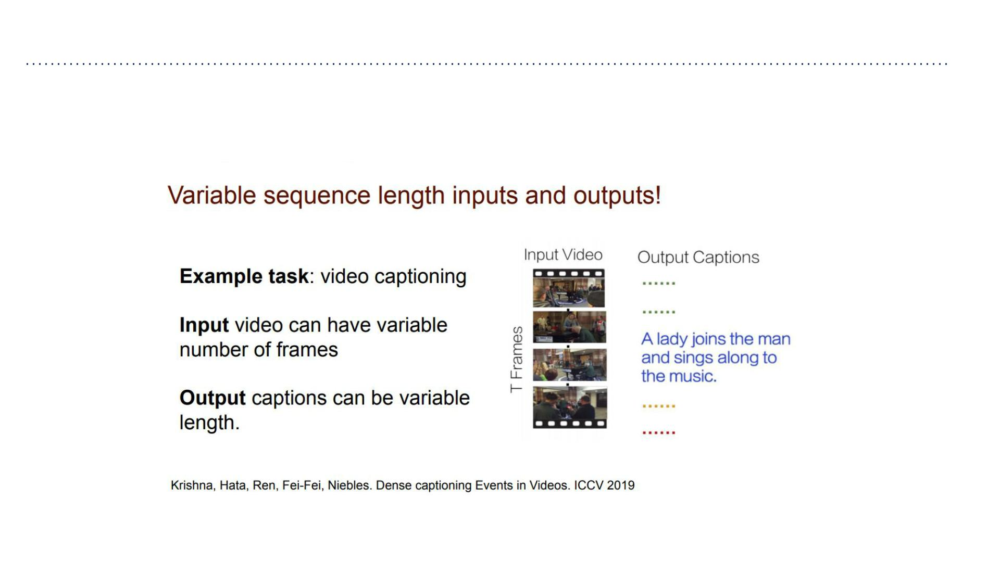 Variable sequence length inputs and outputs!
Example task: video captioning
Input video can have variable
number of frames
Output captions can be variable
length.
Input Video
T Frames
Output Captions
......
......
A lady joins the man
and sings along to
the music.
......
......
Krishna, Hata, Ren, Fei-Fei, Niebles. Dense captioning Events in Videos. ICCV 2019